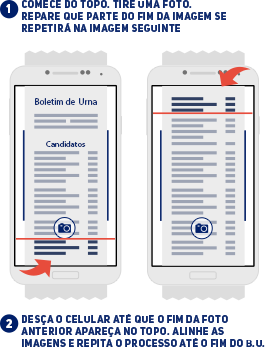 1 COMECE DO TOPO. TIRE UMA FOTO.
REPARE QUE PARTE DO FIM DA IMAGEM SE
REPETIRÁ NA IMAGEM SEGUINTE
Boletim de Urna
Candidatos
2 DESÇA O CELULAR ATÉ QUE O FIM DA FOTO
ANTERIOR APAREÇA NO TOPO. ALINHE AS
IMAGENS E REPITA O PROCESSO ATÉ O FIM DO B.U.